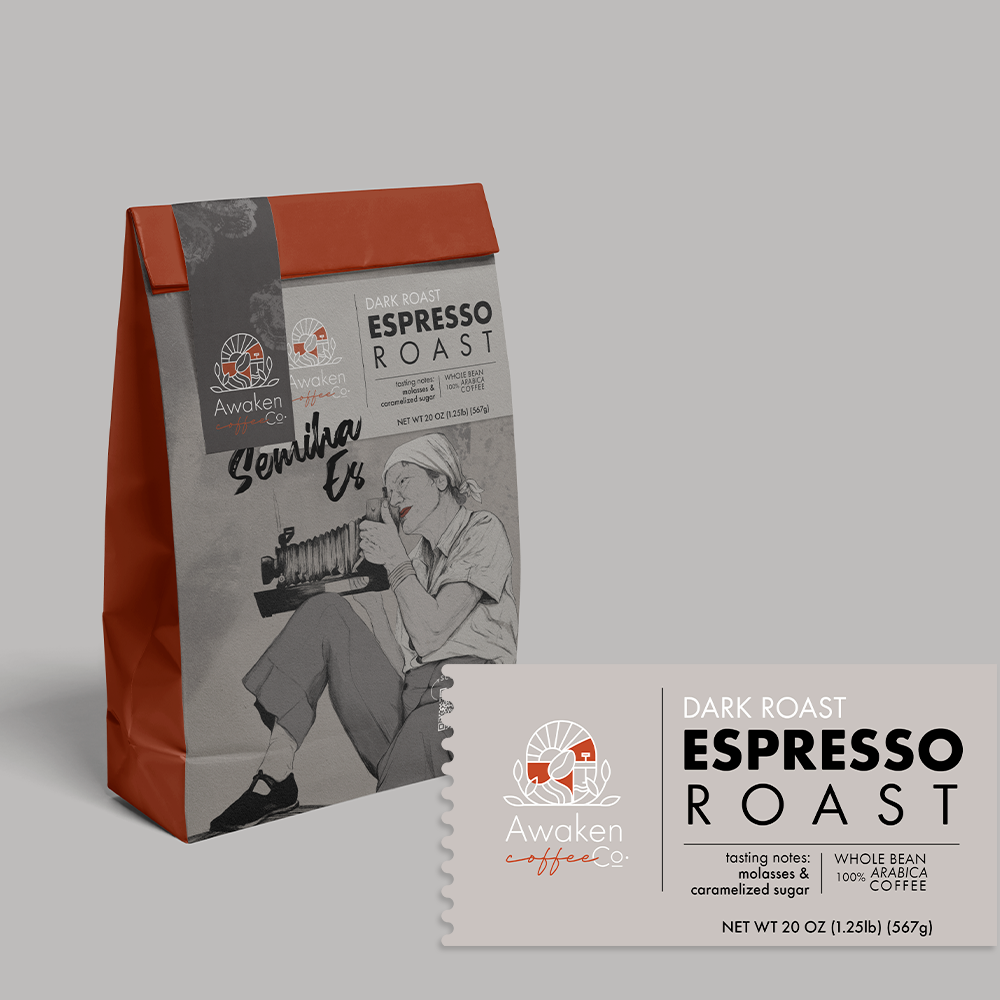 Awaken
coffee Co.
Awaken
coffee
DARK ROAST
ESPRESSO
ROAST
tasting notes:
molasses &
caramelized sugar
WHOLE BEAN
100% ARABICA
COFFEE
NET WT 20 OZ (1.25lb) (567g)
Semiha
Es
Awaken
coffee Co.
DARK ROAST
ESPRESSO
ROAST
tasting notes:
molasses &
caramelized sugar
WHOLE BEAN
100% ARABICA
COFFEE
NET WT 20 OZ (1.25lb) (567g)